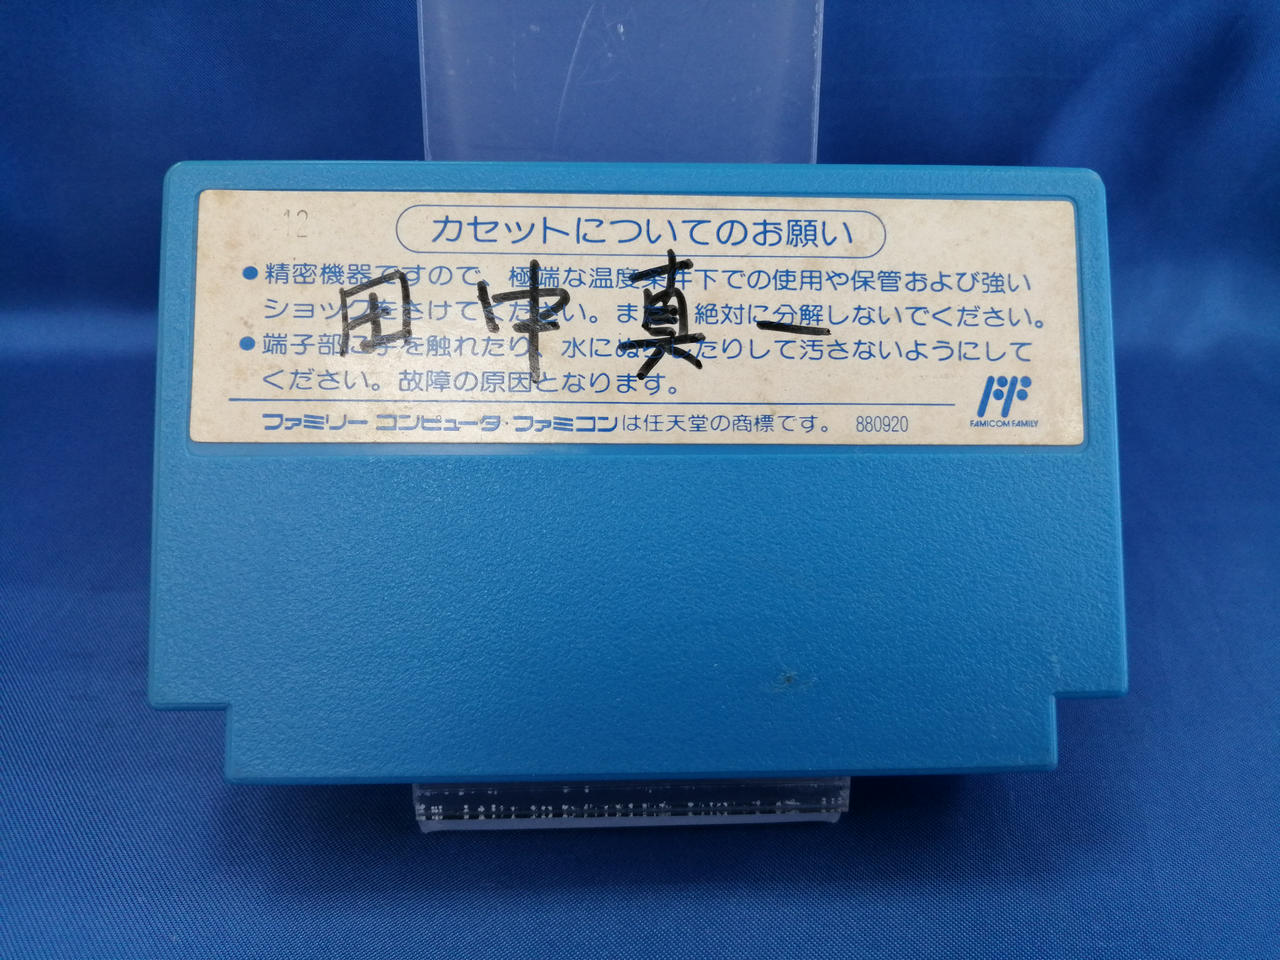 12
カセットについてのお願い
●精密機器ですので、極端な温度条件下での使用や保管および強い
ショックをさけてください。また、絶対に分解しないでください。
●端子部に手を触れたり、水にぬらしたりして汚さないようにして
ください。故障の原因となります。
田中真一
ファミリーコンピュータ・ファミコンは任天堂の商標です。 880920
FF
FAMICOM FAMILY